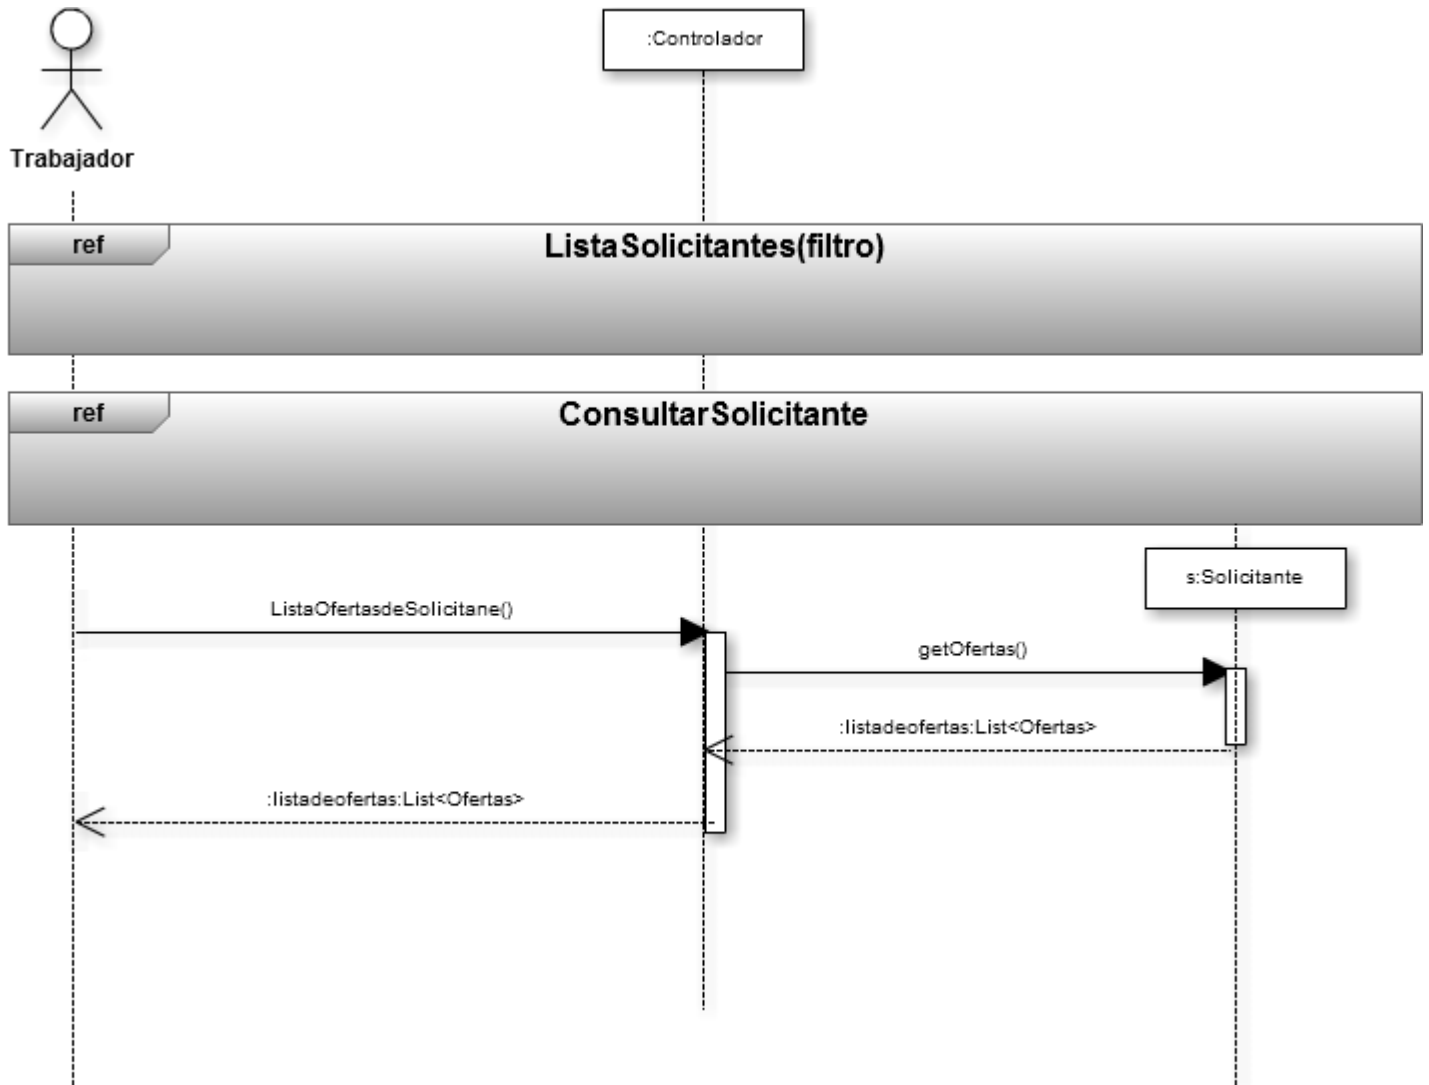 :Controlador
Trabajador
ref
ListaSolicitantes(filtro)
ref
ConsultarSolicitante
s:Solicitante
ListaOfertasdeSolicitane()
getOfertas()
:listadeofertas:List<Ofertas>
:listadeofertas:List<Ofertas>